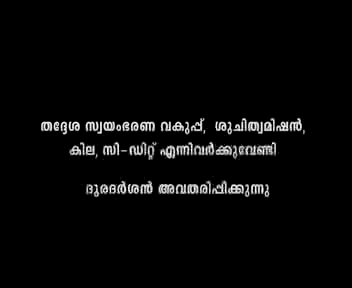 തദ്ദേശ സ്വയംഭരണ വകുപ്പ്, ശുചിത്വമിഷൻ,
കില, സി-ഡിറ്റ് എന്നിവർക്കുവേണ്ടി
ദൂരദർശൻ അവതരിപ്പിക്കുന്നു